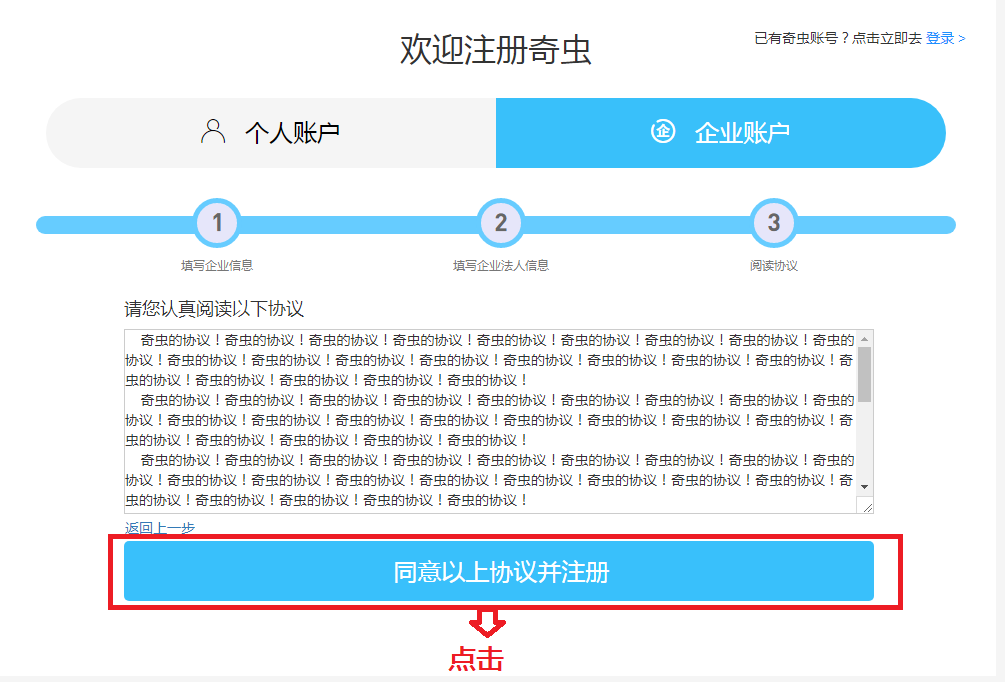 欢迎注册奇虫
已有奇虫账号？点击立即去 登录 >
个人账户
企 企业账户
1 2 3
填写企业信息 填写企业法人信息 阅读协议
请您认真阅读以下协议
奇虫的协议！奇虫的协议！奇虫的协议！奇虫的协议！奇虫的协议！奇虫的协议！奇虫的协议！奇虫的协议！奇虫的
协议！奇虫的协议！奇虫的协议！奇虫的协议！奇虫的协议！奇虫的协议！奇虫的协议！奇虫的协议！奇虫的协议！奇
虫的协议！奇虫的协议！奇虫的协议！奇虫的协议！奇虫的协议！
奇虫的协议！奇虫的协议！奇虫的协议！奇虫的协议！奇虫的协议！奇虫的协议！奇虫的协议！奇虫的协议！奇虫的
协议！奇虫的协议！奇虫的协议！奇虫的协议！奇虫的协议！奇虫的协议！奇虫的协议！奇虫的协议！奇虫的协议！奇
虫的协议！奇虫的协议！奇虫的协议！奇虫的协议！奇虫的协议！
奇虫的协议！奇虫的协议！奇虫的协议！奇虫的协议！奇虫的协议！奇虫的协议！奇虫的协议！奇虫的协议！奇虫的
协议！奇虫的协议！奇虫的协议！奇虫的协议！奇虫的协议！奇虫的协议！奇虫的协议！奇虫的协议！奇虫的协议！奇
虫的协议！奇虫的协议！奇虫的协议！奇虫的协议！奇虫的协议！
返回上一步
同意以上协议并注册
点击